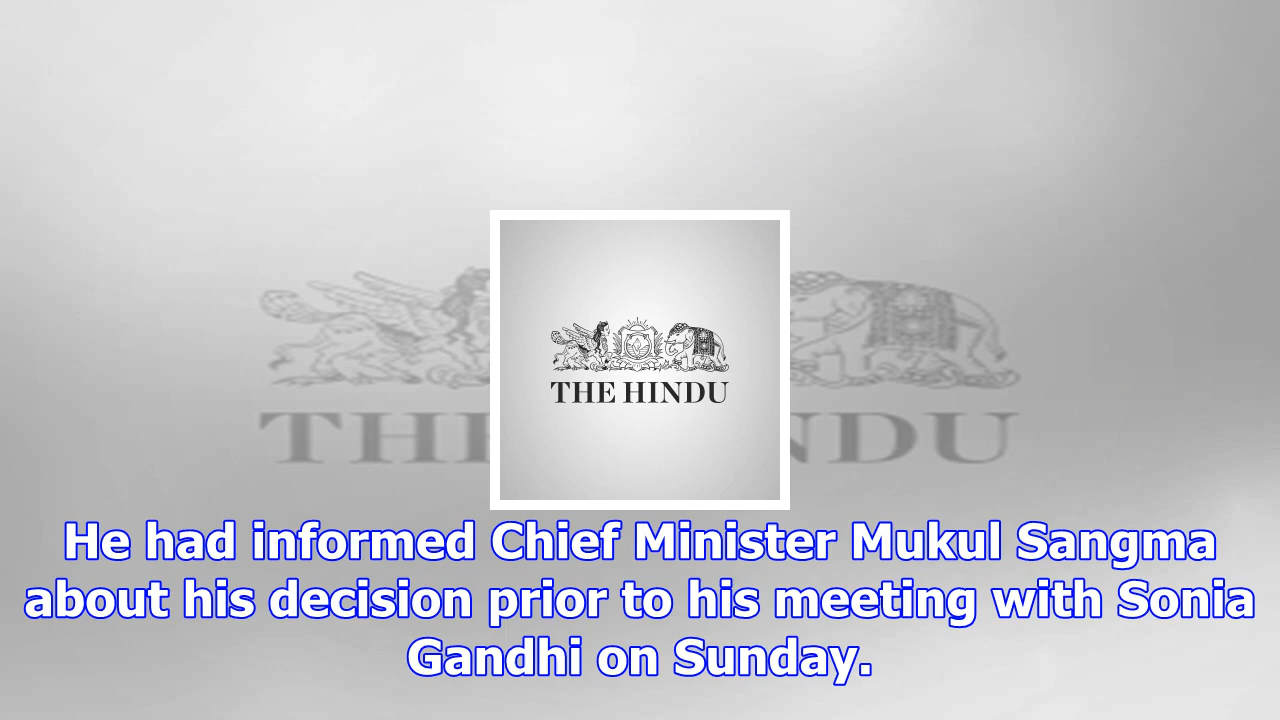 THE HINDU
He had informed Chief Minister Mukul Sangma
about his decision prior to his meeting with Sonia
Gandhi on Sunday.